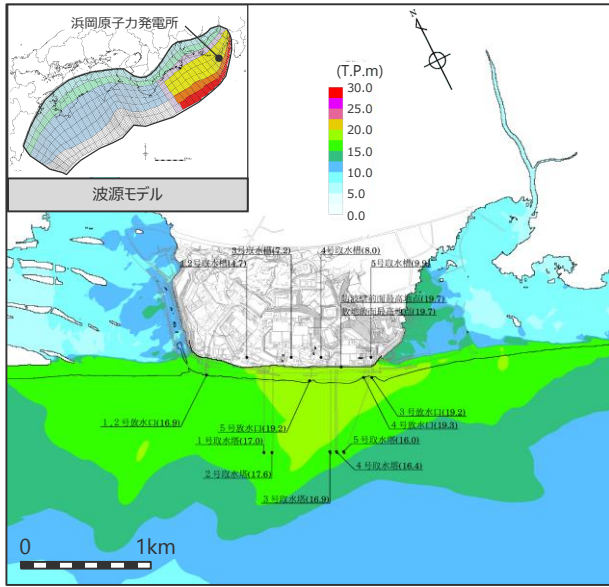 浜岡原子力発電所
波源モデル
N
(T.P.m)
30.0
25.0
20.0
15.0
10.0
5.0
0.0
3号取水槽(7.2)
4号取水槽(8.0)
1,2号取水槽(4.7)
5号取水槽(9.9)
敷地前面最高地点(19.7)
3号放水口(19.2)
1,2号放水口(16.9)
5号放水口(19.2)
4号放水口(19.3)
1号取水塔(17.0)
5号取水塔(16.0)
2号取水塔(17.6)
4号取水塔(16.4)
3号取水塔(16.9)
0 1km